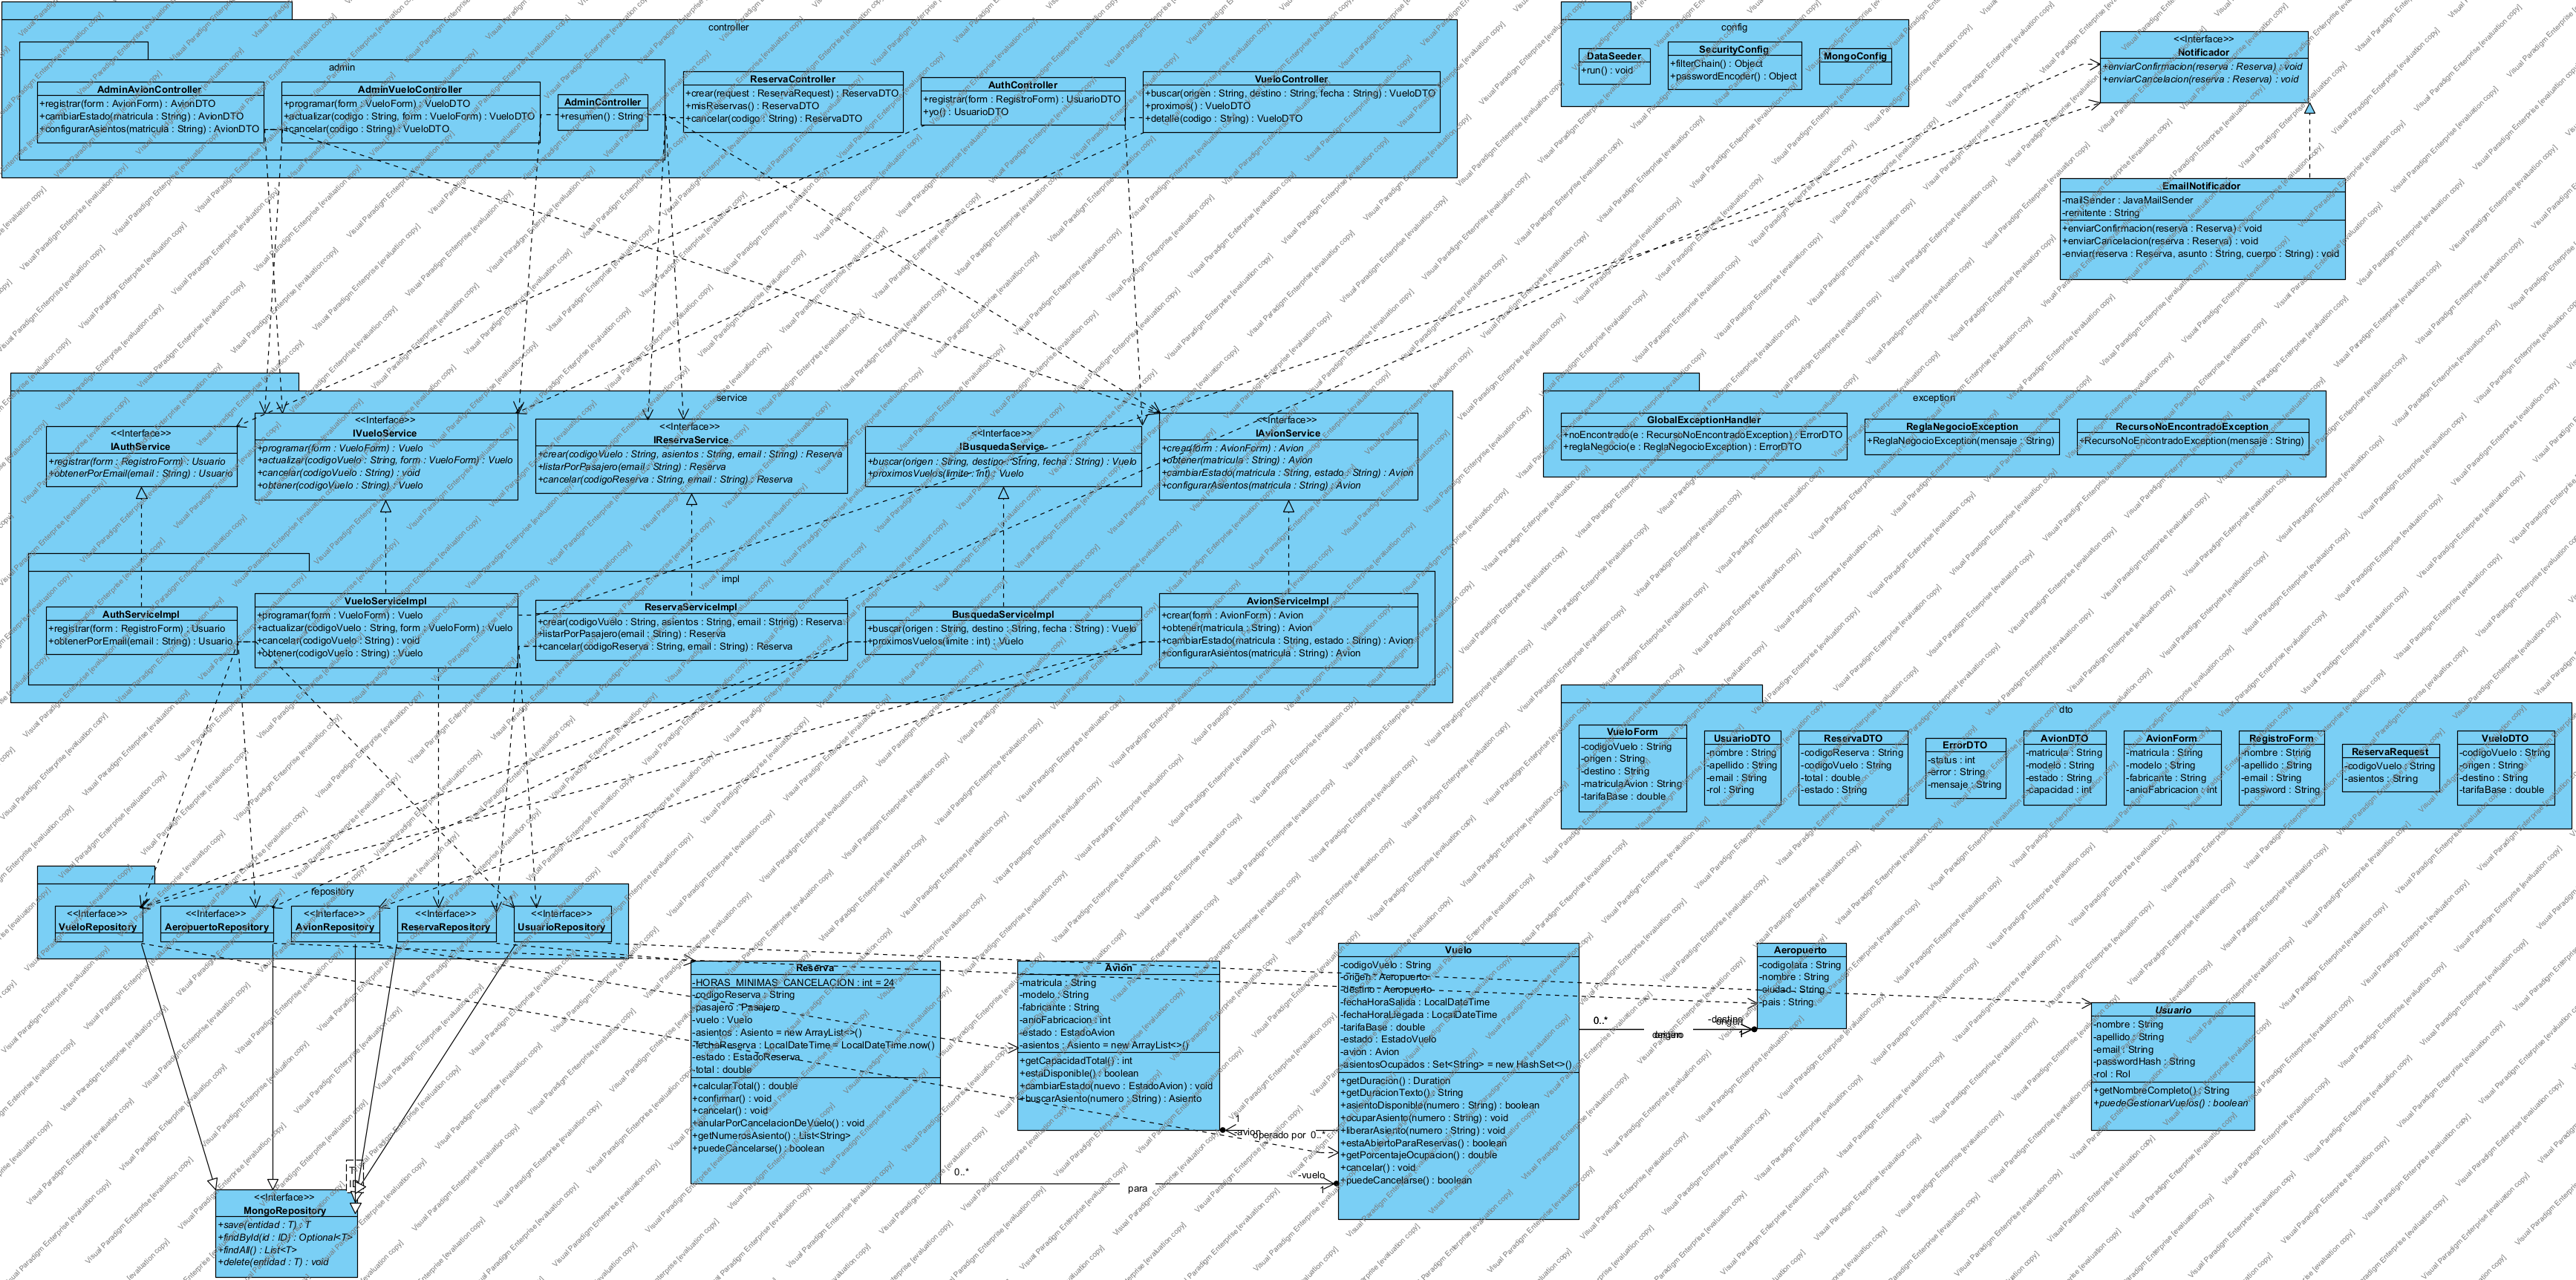 controller
admin
AdminAvionController
+registrar(form : AvionForm) : AvionDTO
+cambiarEstado(matricula : String) : AvionDTO
+configurarAsientos(matricula : String) : AvionDTO
AdminVueloController
+programar(form : VueloForm) : VueloDTO
+actualizar(codigo : String, form : VueloForm) : VueloDTO
+cancelar(codigo : String) : VueloDTO
AdminController
+resumen() : String
ReservaController
+crear(request : ReservaRequest) : ReservaDTO
+misReservas() : ReservaDTO
+cancelar(codigo : String) : ReservaDTO
AuthController
+registrar(form : RegistroForm) : UsuarioDTO
+yo() : UsuarioDTO
VueloController
+buscar(origen : String, destino : String, fecha : String) : VueloDTO
+proximos() : VueloDTO
+detalle(codigo : String) : VueloDTO
config
DataSeeder
+run() : void
SecurityConfig
+filterChain() : Object
+passwordEncoder() : Object
MongoConfig
<<Interface>>
Notificador
+enviarConfirmacion(reserva : Reserva) : void
+enviarCancelacion(reserva : Reserva) : void
EmailNotificador
-mailSender : JavaMailSender
-remitente : String
+enviarConfirmacion(reserva : Reserva) : void
+enviarCancelacion(reserva : Reserva) : void
-enviar(reserva : Reserva, asunto : String, cuerpo : String) : void
service
<<Interface>>
IAuthService
+registrar(form : RegistroForm) : Usuario
+obtenerPorEmail(email : String) : Usuario
<<Interface>>
IVueloService
+programar(form : VueloForm) : Vuelo
+actualizar(codigoVuelo : String, form : VueloForm) : Vuelo
+cancelar(codigoVuelo : String) : void
+obtener(codigoVuelo : String) : Vuelo
<<Interface>>
IReservaService
+crear(codigoVuelo : String, asientos : String, email : String) : Reserva
+listarPorPasajero(email : String) : Reserva
+cancelar(codigoReserva : String, email : String) : Reserva
<<Interface>>
IBusquedaService
+buscar(origen : String, destino : String, fecha : String) : Vuelo
+proximosVuelos(limite : int) : Vuelo
<<Interface>>
IAvionService
+crear(form : AvionForm) : Avion
+obtener(matricula : String) : Avion
+cambiarEstado(matricula : String, estado : String) : Avion
+configurarAsientos(matricula : String) : Avion
exception
GlobalExceptionHandler
+noEncontrado(e : RecursoNoEncontradoException) : ErrorDTO
+reglaNegocio(e : ReglaNegocioException) : ErrorDTO
ReglaNegocioException
+ReglaNegocioException(mensaje : String)
RecursoNoEncontradoException
+RecursoNoEncontradoException(mensaje : String)
impl
AuthServiceImpl
+registrar(form : RegistroForm) : Usuario
+obtenerPorEmail(email : String) : Usuario
VueloServiceImpl
+programar(form : VueloForm) : Vuelo
+actualizar(codigoVuelo : String, form : VueloForm) : Vuelo
+cancelar(codigoVuelo : String) : void
+obtener(codigoVuelo : String) : Vuelo
ReservaServiceImpl
+crear(codigoVuelo : String, asientos : String, email : String) : Reserva
+listarPorPasajero(email : String) : Reserva
+cancelar(codigoReserva : String, email : String) : Reserva
BusquedaServiceImpl
+buscar(origen : String, destino : String, fecha : String) : Vuelo
+proximosVuelos(limite : int) : Vuelo
AvionServiceImpl
+crear(form : AvionForm) : Avion
+obtener(matricula : String) : Avion
+cambiarEstado(matricula : String, estado : String) : Avion
+configurarAsientos(matricula : String) : Avion
dto
VueloForm
-codigoVuelo : String
-origen : String
-destino : String
-matriculaAvion : String
-tarifaBase : double
UsuarioDTO
-nombre : String
-apellido : String
-email : String
-rol : String
ReservaDTO
-codigoReserva : String
-codigoVuelo : String
-total : double
-estado : String
ErrorDTO
-status : int
-error : String
-mensaje : String
AvionDTO
-matricula : String
-modelo : String
-estado : String
-capacidad : int
AvionForm
-matricula : String
-modelo : String
-fabricante : String
-anioFabricacion : int
RegistroForm
-nombre : String
-apellido : String
-email : String
-password : String
ReservaRequest
-codigoVuelo : String
-asientos : String
VueloDTO
-codigoVuelo : String
-origen : String
-destino : String
-tarifaBase : double
repository
<<Interface>>
VueloRepository
<<Interface>>
AeropuertoRepository
<<Interface>>
AvionRepository
<<Interface>>
ReservaRepository
<<Interface>>
UsuarioRepository
<<Interface>>
MongoRepository
+save(entidad : T) : T
+findById(id : ID) : Optional<T>
+findAll() : List<T>
+delete(entidad : T) : void
Reserva
-HORAS_MINIMAS_CANCELACION : int = 24
-codigoReserva : String
-pasajero : Pasajero
-vuelo : Vuelo
-asientos : Asiento = new ArrayList<>()
-fechaReserva : LocalDateTime = LocalDateTime.now()
-estado : EstadoReserva
-total : double
+calcularTotal() : double
+confirmar() : void
+cancelar() : void
+anularPorCancelacionDeVuelo() : void
+getNumerosAsiento() : List<String>
+puedeCancelarse() : boolean
Avion
-matricula : String
-modelo : String
-fabricante : String
-anioFabricacion : int
-estado : EstadoAvion
-asientos : Asiento = new ArrayList<>()
+getCapacidadTotal() : int
+estaDisponible() : boolean
+cambiarEstado(nuevo : EstadoAvion) : void
+buscarAsiento(numero : String) : Asiento
Vuelo
-codigoVuelo : String
-origen : Aeropuerto
-destino : Aeropuerto
-fechaHoraSalida : LocalDateTime
-fechaHoraLlegada : LocalDateTime
-tarifaBase : double
-estado : EstadoVuelo
-avion : Avion
-asientosOcupados : Set<String> = new HashSet<>()
+getDuracion() : Duration
+getDuracionTexto() : String
+asientoDisponible(numero : String) : boolean
+ocuparAsiento(numero : String) : void
+liberarAsiento(numero : String) : void
+estaAbiertoParaReservas() : boolean
+getPorcentajeOcupacion() : double
+cancelar() : void
+puedeCancelarse() : boolean
Aeropuerto
-codigoIata : String
-nombre : String
-ciudad : String
-pais : String
Usuario
-nombre : String
-apellido : String
-email : String
-passwordHash : String
-rol : Rol
+getNombreCompleto() : String
+puedeGestionarVuelos() : boolean
0..*
-destino
1
1
-avion
operado por
0..*
0..*
para
-vuelo
1
Visual Paradigm Enterprise [evaluation copy]